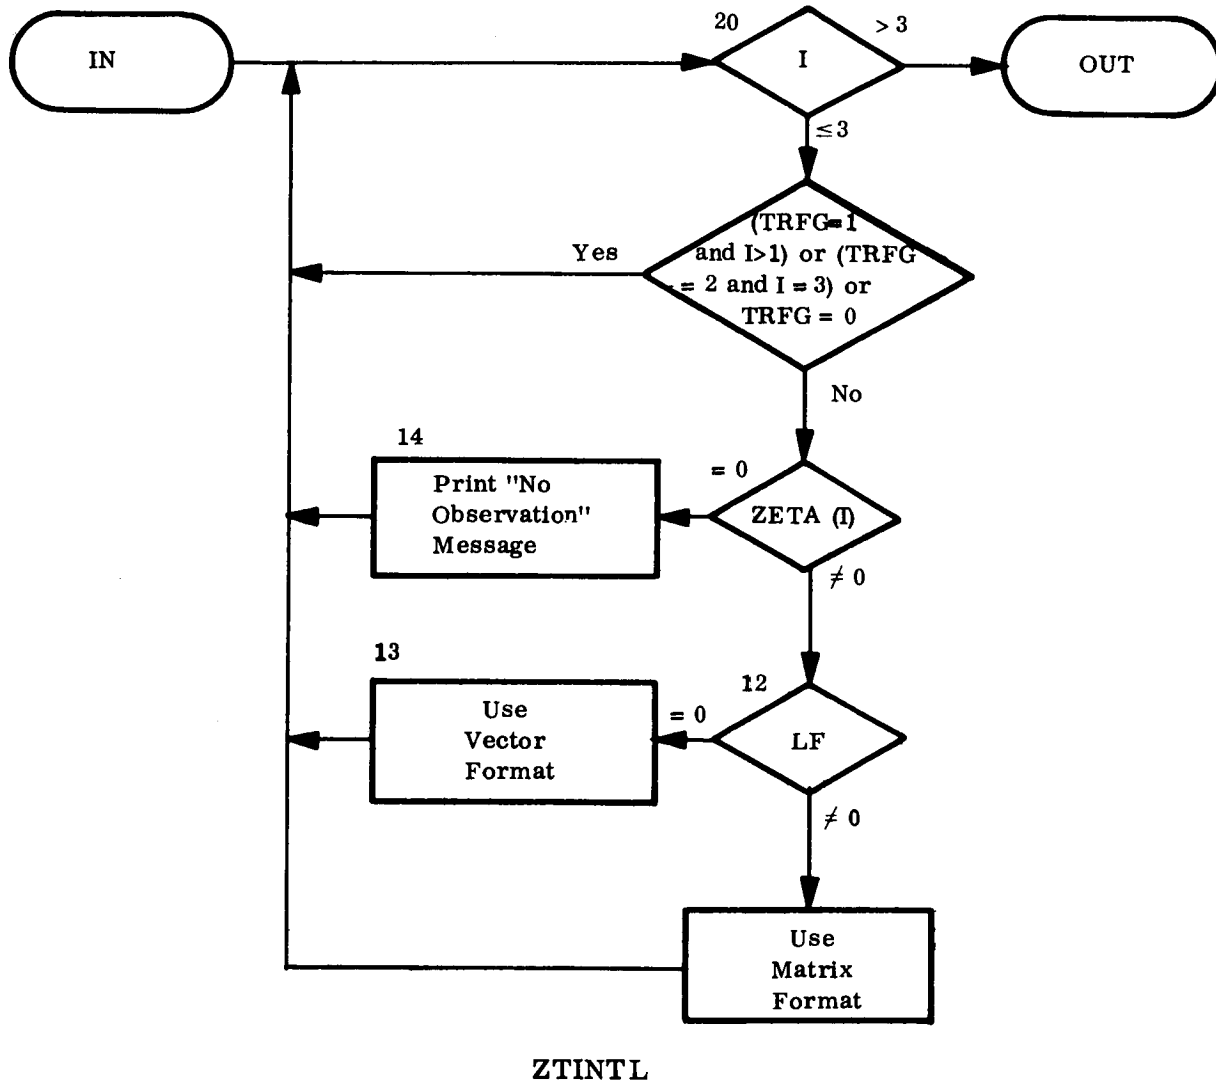 IN
20
I
> 3
OUT
≤3
(TRFG=1
and I>1) or (TRFG
= 2 and I = 3) or
TRFG = 0
Yes
No
14
Print "No
Observation"
Message
= 0
ZETA (I)
≠ 0
13
Use
Vector
Format
= 0
12
LF
≠ 0
Use
Matrix
Format
ZTINTL